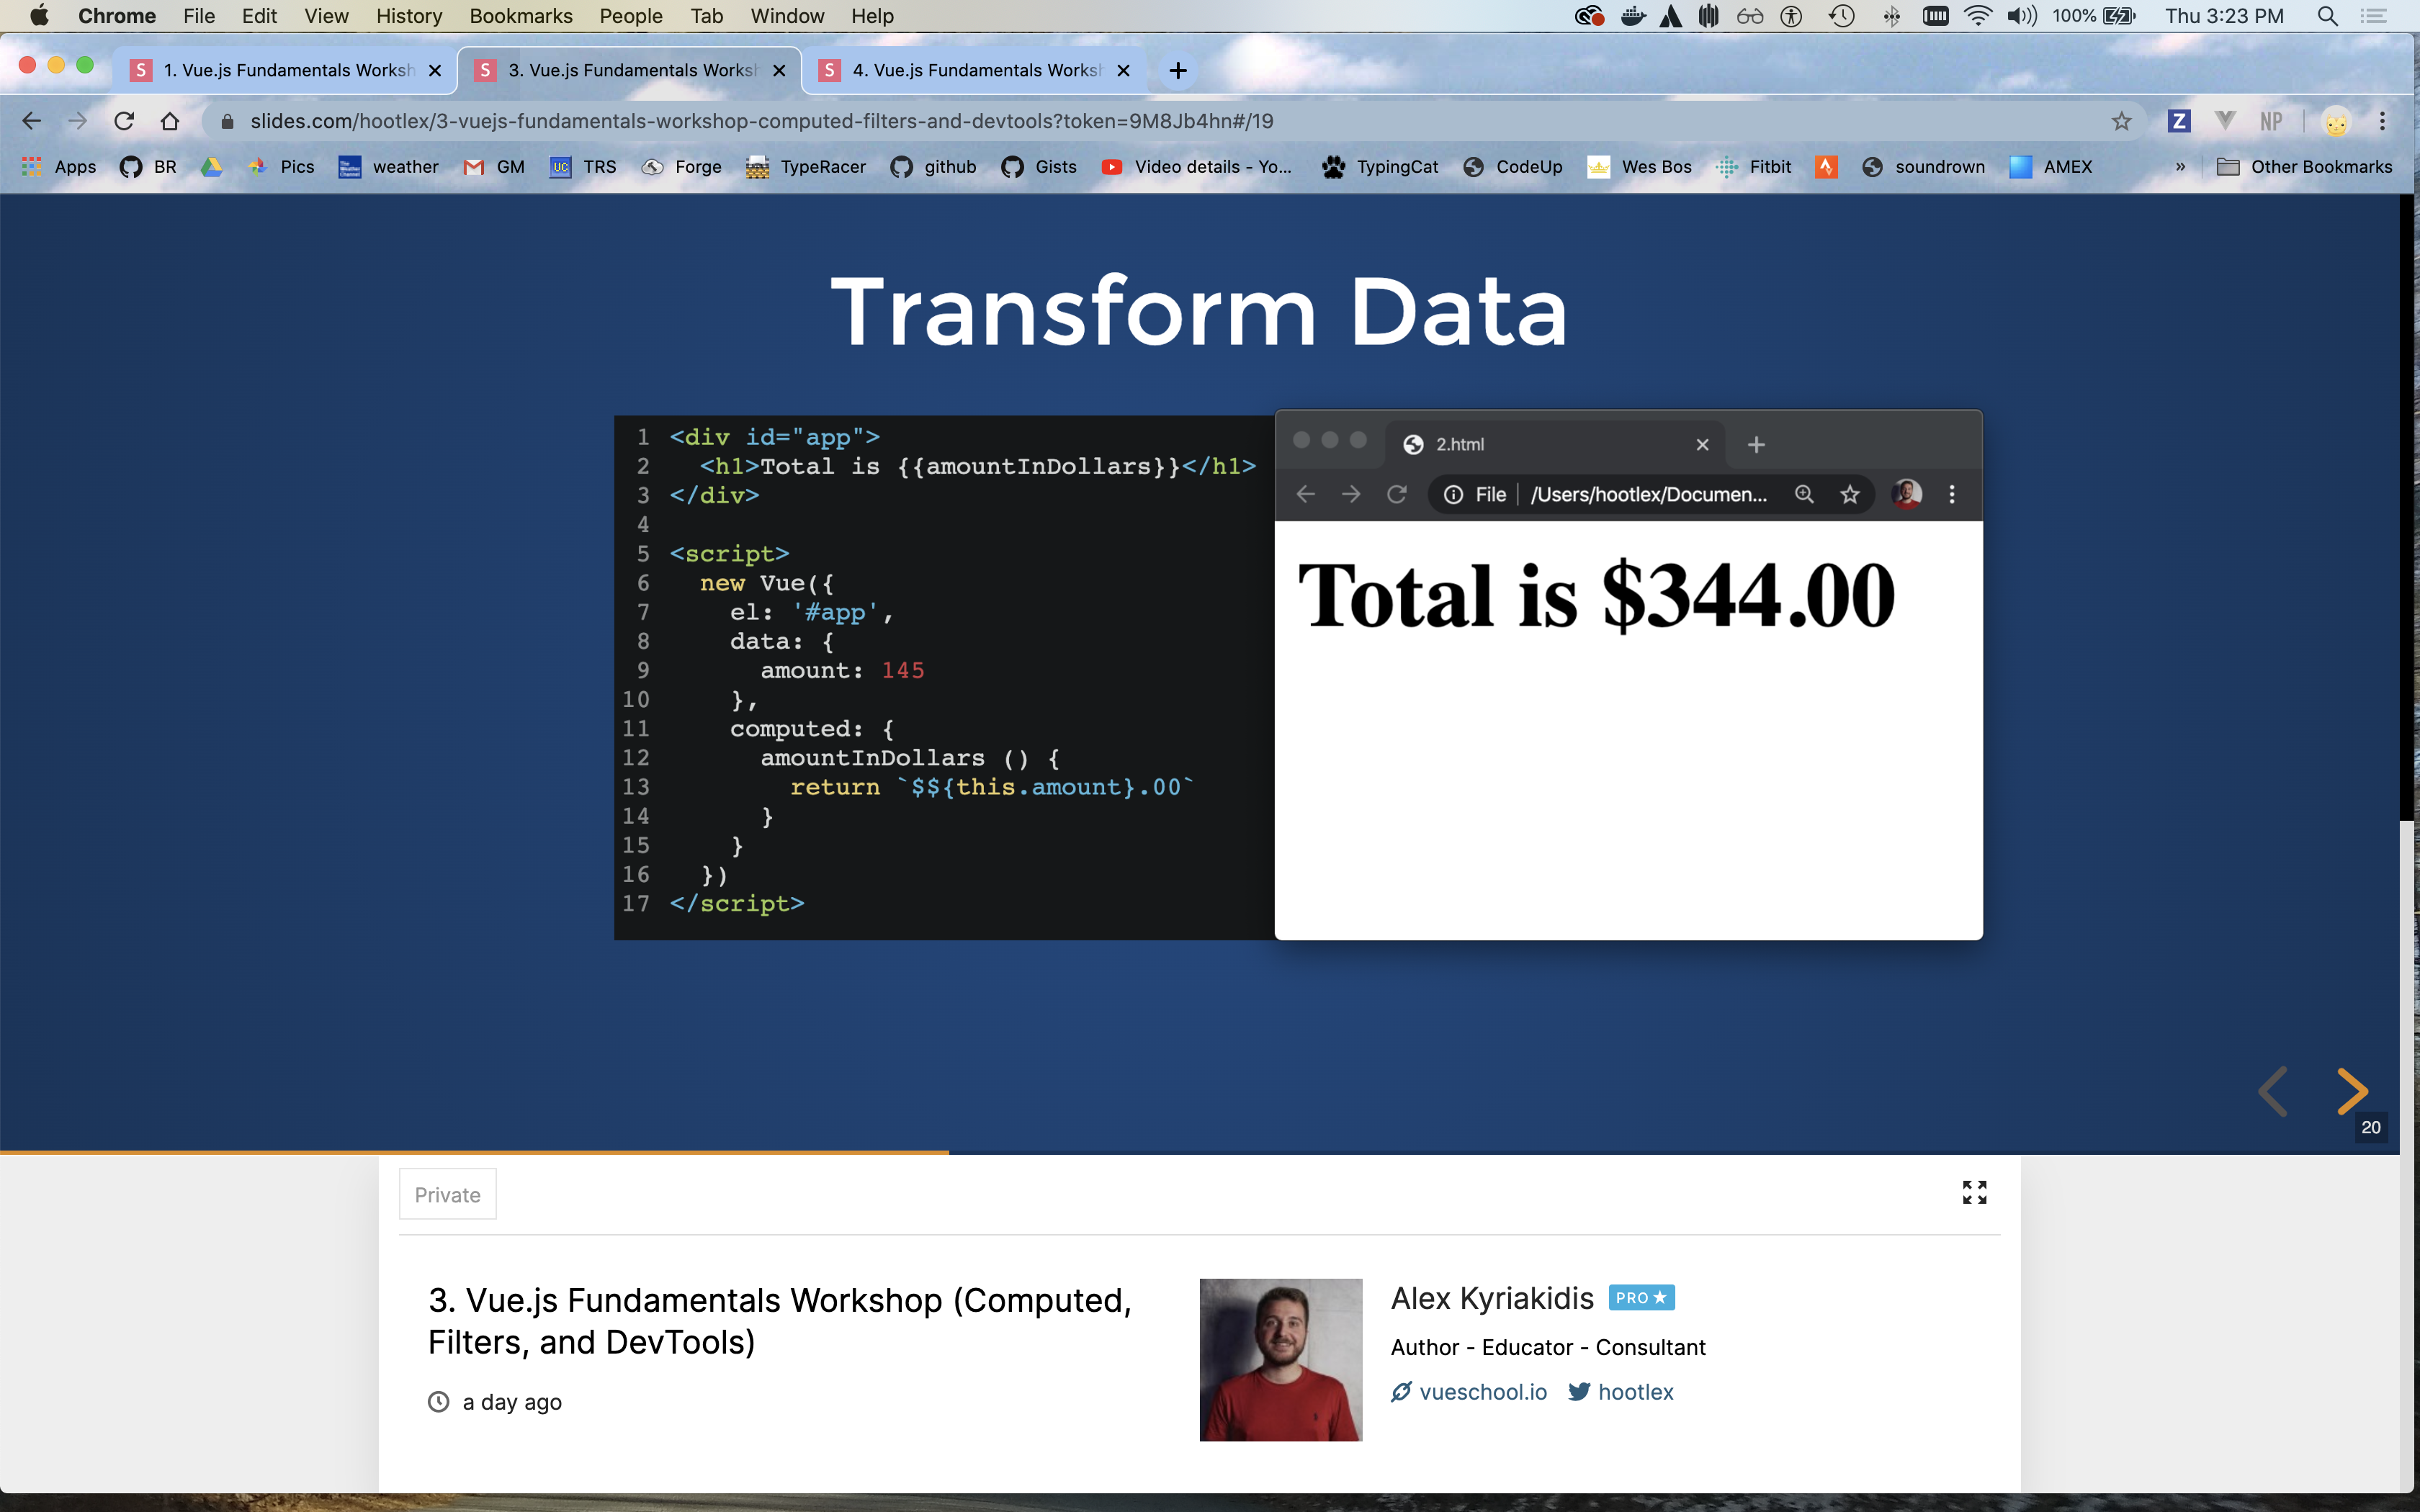 Chrome File Edit View History Bookmarks People Tab Window Help 100% Thu 3:23 PM
S 1. Vue.js Fundamentals Worksh S 3. Vue.js Fundamentals Works S 4. Vue.js Fundamentals Works
slides.com/hootlex/3-vuejs-fundamentals-workshop-computed-filters-and-devtools?token=9M8Jb4hn#/19 Z NP
Apps BR Pics weather GM UC TRS Forge TypeRacer github Gists Video details - Yo... TypingCat CodeUp Wes Bos Fitbit soundrown AMEX » Other Bookmarks
Transform Data
1 <div id="app">
2 <h1>Total is {{amountInDollars}}</h1>
3 </div>
4
5 <script>
6 new Vue({
7 el: '#app',
8 data: {
9 amount: 145
10 },
11 computed: {
12 amountInDollars () {
13 return `$${this.amount}.00`
14 }
15 }
16 })
17 </script>
2.html
File /Users/hootlex/Documen...
Total is $344.00
20
Private
3. Vue.js Fundamentals Workshop (Computed,
Filters, and DevTools)
a day ago
Alex Kyriakidis PRO
Author - Educator - Consultant
vueschool.io hootlex